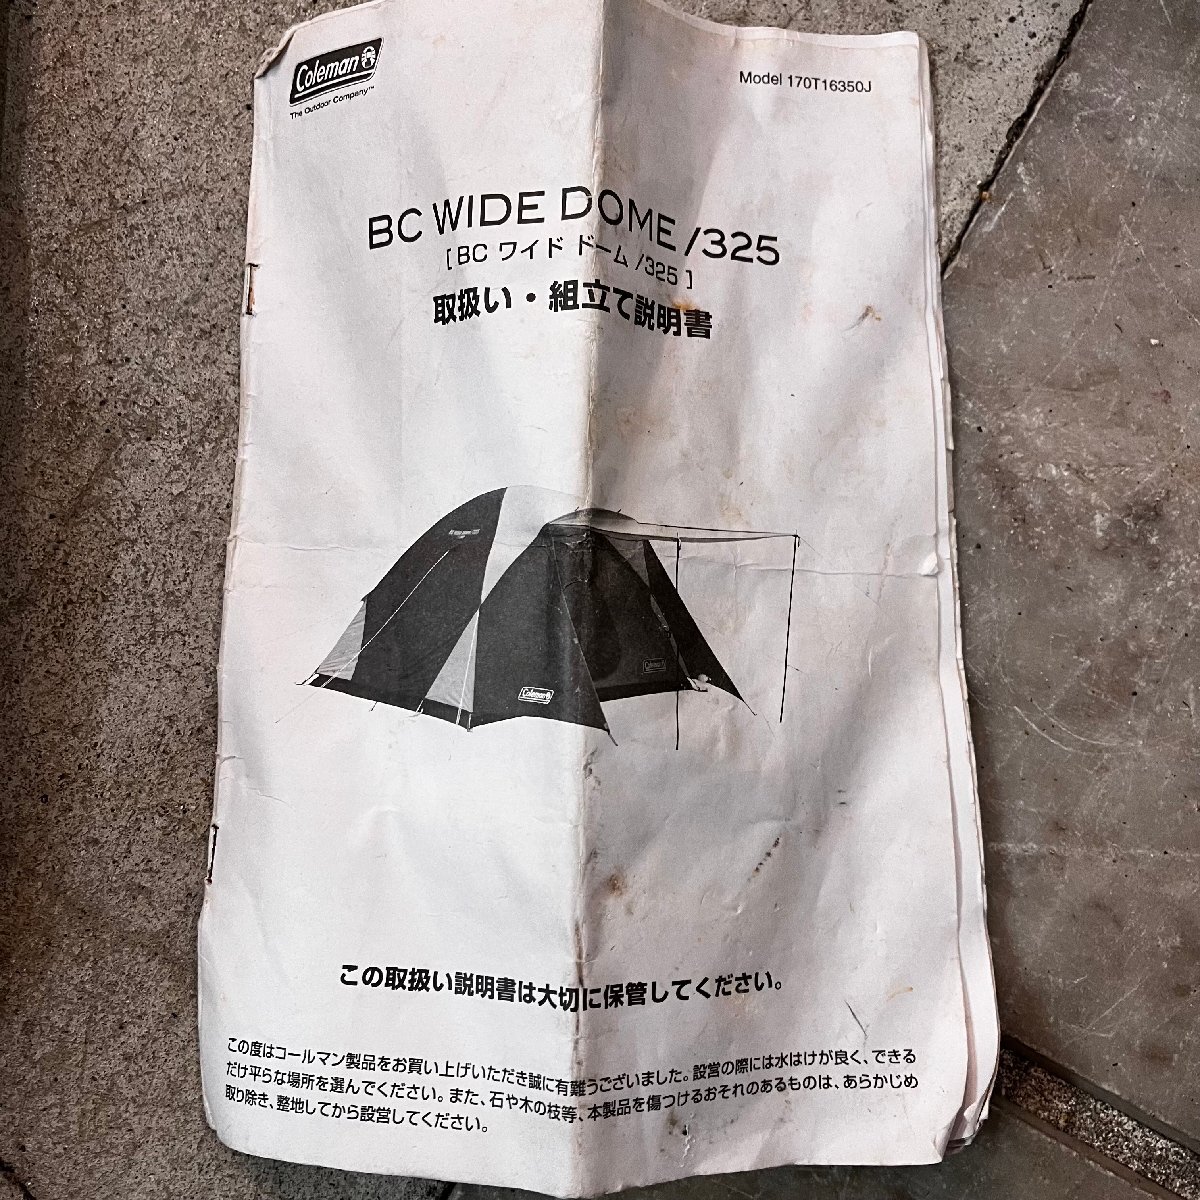 Coleman
The Outdoor Company™
Model 170T16350J
BC WIDE DOME /325
[ BC ワイド ドーム /325 ]
取扱い・組立て説明書
Coleman
Coleman
この取扱い説明書は大切に保管してください。
この度はコールマン製品をお買い上げいただき誠に有難うございました。設営の際には水はけが良く、できる
だけ平らな場所を選んでください。また、石や木の枝等、本製品を傷つけるおそれのあるものは、あらかじめ
取り除き、整地してから設営してください。